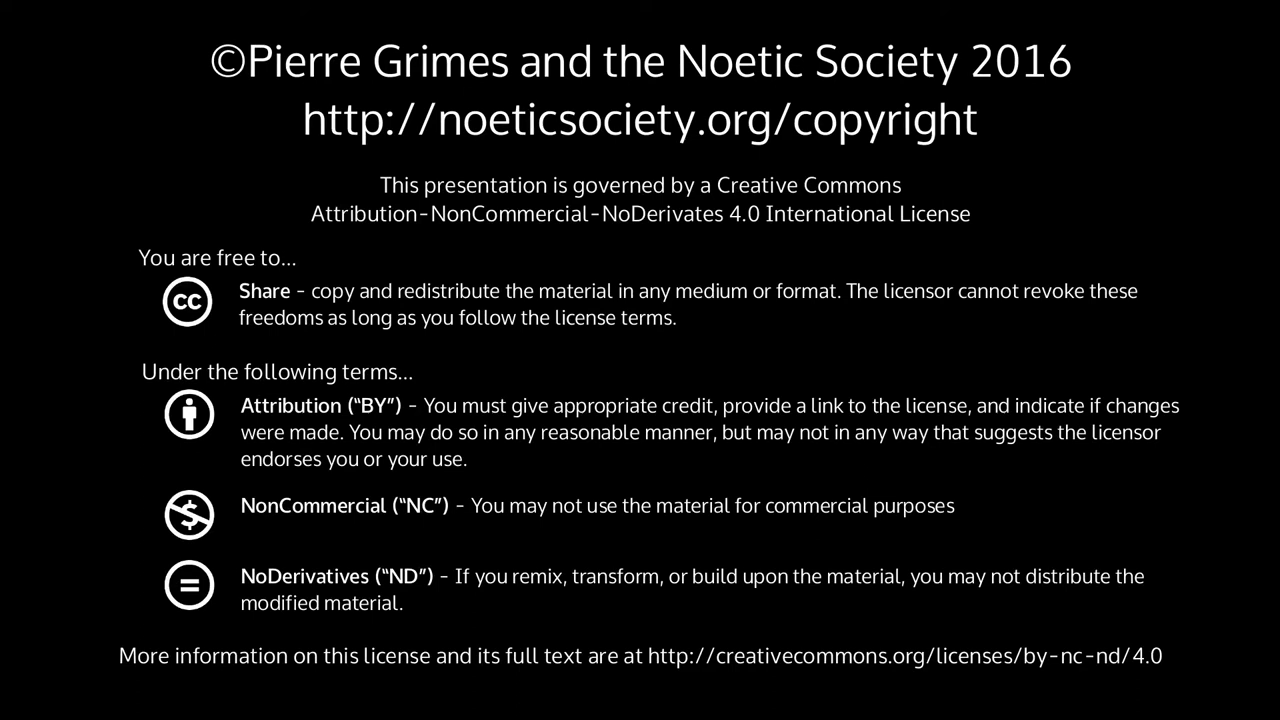 ©Pierre Grimes and the Noetic Society 2016
http://noeticsociety.org/copyright
This presentation is governed by a Creative Commons
Attribution-NonCommercial-NoDerivates 4.0 International License
You are free to...
cc
Share - copy and redistribute the material in any medium or format. The licensor cannot revoke these
freedoms as long as you follow the license terms.
Under the following terms...
Attribution (“BY”) - You must give appropriate credit, provide a link to the license, and indicate if changes
were made. You may do so in any reasonable manner, but may not in any way that suggests the licensor
endorses you or your use.
$
NonCommercial (“NC”) - You may not use the material for commercial purposes
=
NoDerivatives (“ND”) - If you remix, transform, or build upon the material, you may not distribute the
modified material.
More information on this license and its full text are at http://creativecommons.org/licenses/by-nc-nd/4.0